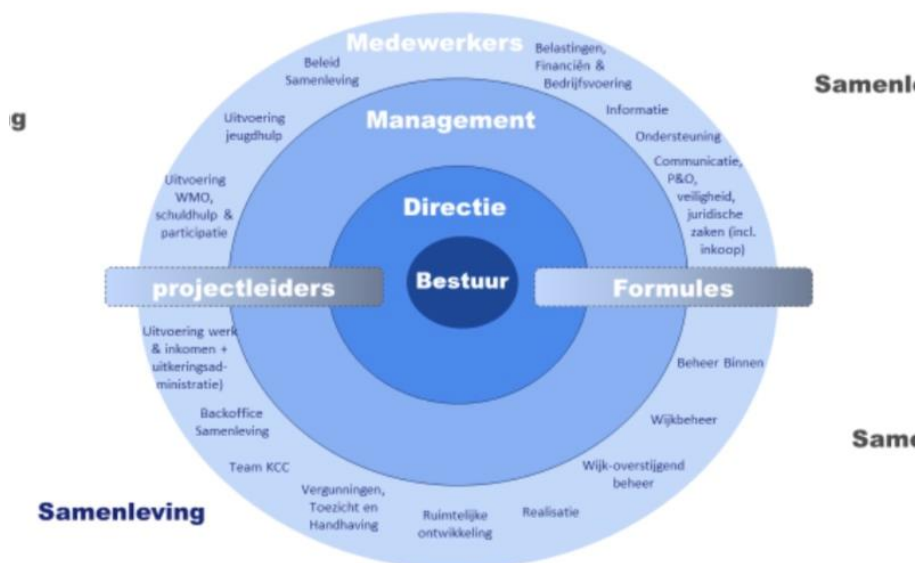 Medewerkers
Beleid
Samenleving
Belastingen,
Financiën &
Bedrijfsvoering
Samenle
g
Uitvoering
jeugdhulp
Management
Informatie
Ondersteuning
Communicatie,
P&O,
veiligheid,
juridische
zaken (incl.
inkoop)
Uitvoering
WMO,
schuldhulp &
participatie
Directie
Bestuur
projectleiders
Formules
Uitvoering werk
& inkomen +
uitkeringsad-
ministratie)
Beheer Binnen
Backoffice
Samenleving
Wijkbeheer
Same
Team KCC
Wijk-overstijgend
beheer
Vergunningen,
Toezicht en
Handhaving
Ruimtelijke
ontwikkeling
Realisatie
Samenleving